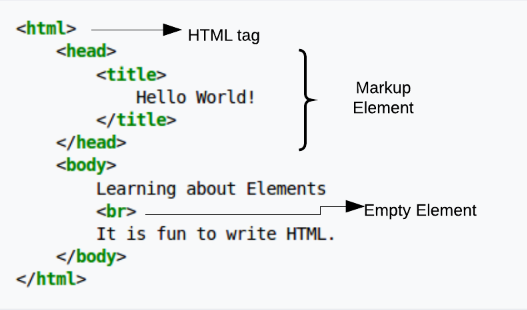 <html> HTML tag
<head>
<title>
Hello World!
</title>
</head>
Markup
Element
<body>
Learning about Elements
<br> Empty Element
It is fun to write HTML.
</body>
</html>